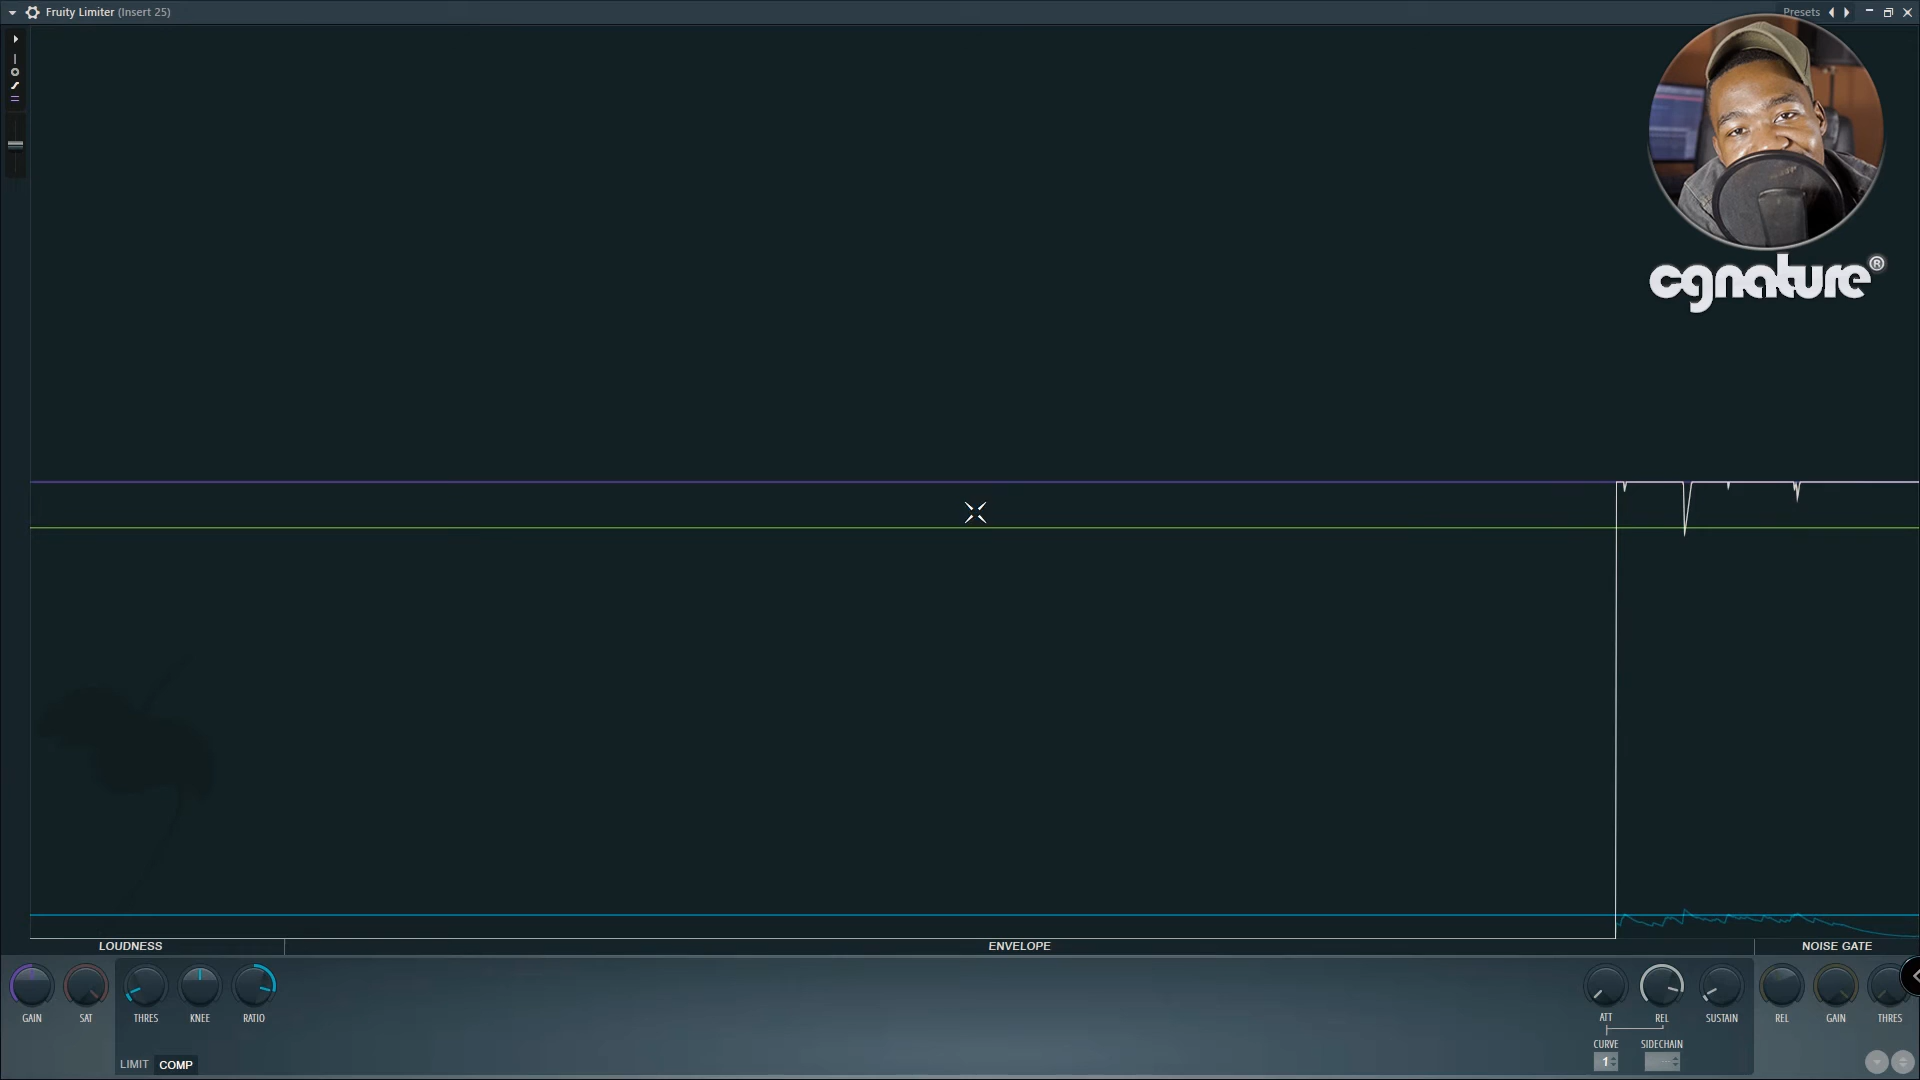 Fruity Limiter (Insert 25)
Presets
cgnature®
LOUDNESS
ENVELOPE
NOISE GATE
GAIN
SAT
THRES
KNEE
RATIO
ATT
REL
SUSTAIN
REL
GAIN
THRES
CURVE
SIDECHAIN
1
LIMIT
COMP